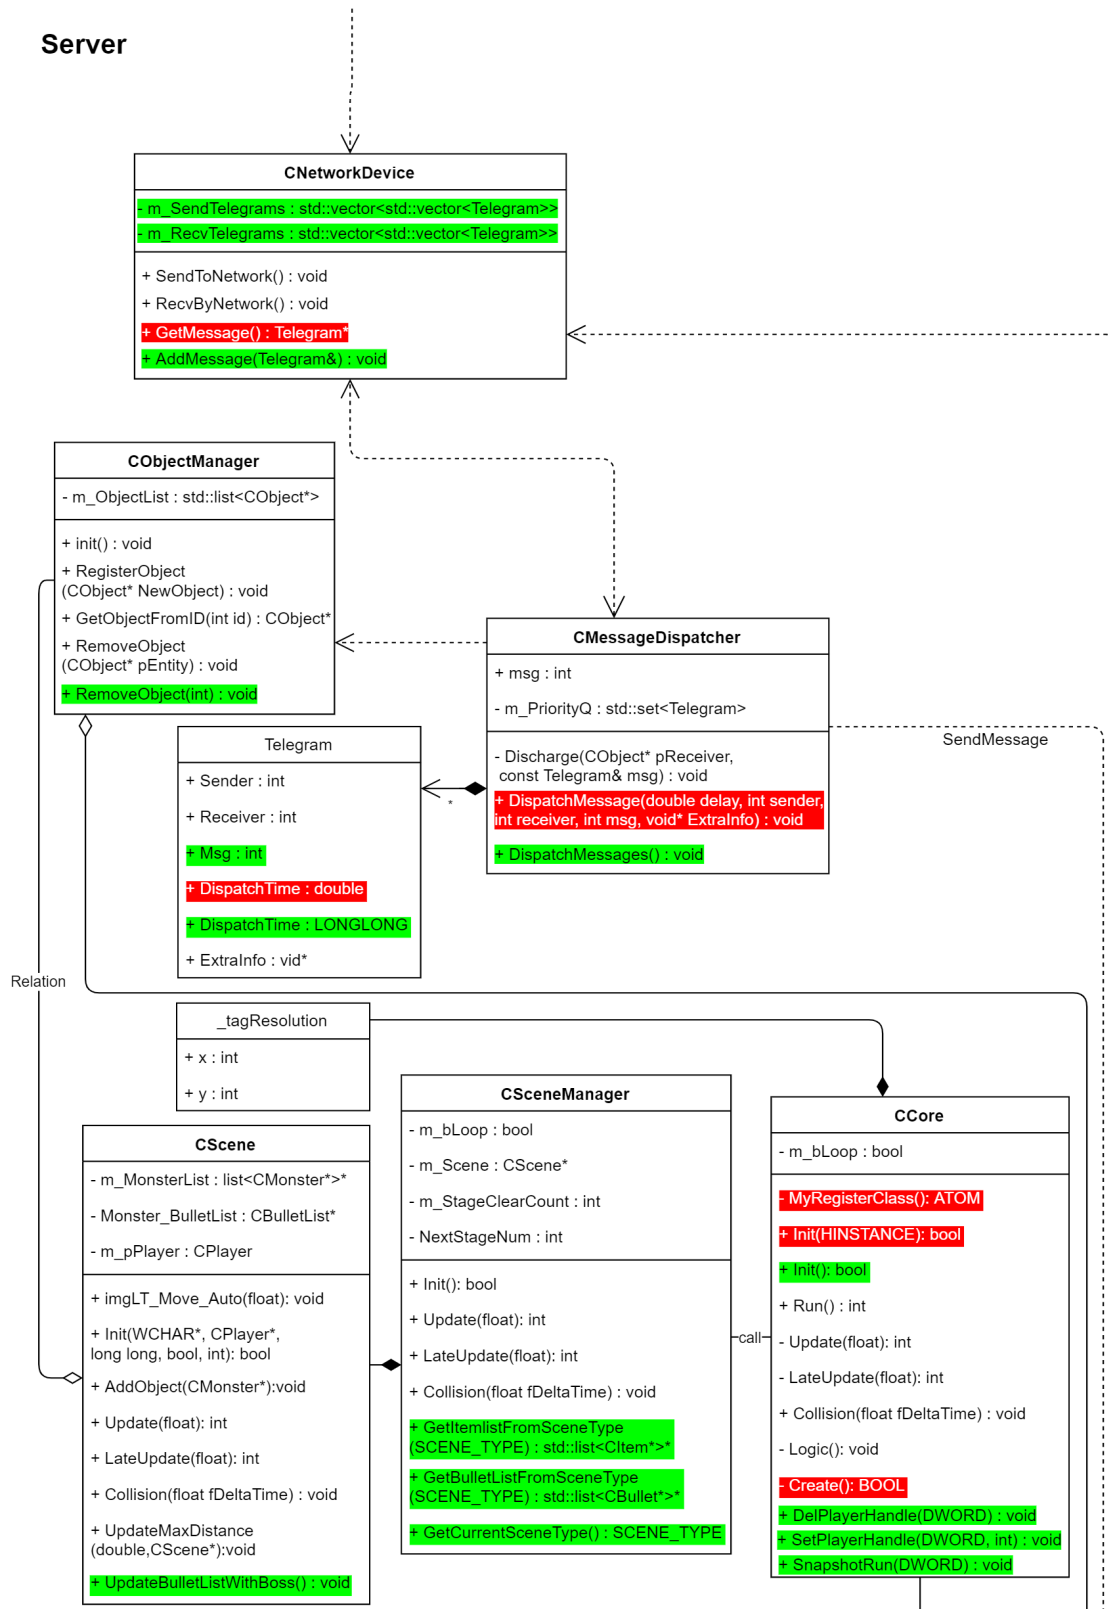 Server
CNetworkDevice
- m_SendTelegrams : std::vector<std::vector<Telegram>>
- m_RecvTelegrams : std::vector<std::vector<Telegram>>
+ SendToNetwork() : void
+ RecvByNetwork() : void
+ GetMessage() : Telegram*
+ AddMessage(Telegram&) : void
CObjectManager
- m_ObjectList : std::list<CObject*>
+ init() : void
+ RegisterObject
(CObject* NewObject) : void
+ GetObjectFromID(int id) : CObject*
+ RemoveObject
(CObject* pEntity) : void
+ RemoveObject(int) : void
CMessageDispatcher
+ msg : int
- m_PriorityQ : std::set<Telegram>
- Discharge(CObject* pReceiver,
const Telegram& msg) : void
+ DispatchMessage(double delay, int sender,
int receiver, int msg, void* ExtraInfo) : void
+ DispatchMessages() : void
SendMessage
*
Telegram
+ Sender : int
+ Receiver : int
+ Msg : int
+ DispatchTime : double
+ DispatchTime : LONGLONG
+ ExtraInfo : vid*
Relation
_tagResolution
+ x : int
+ y : int
CScene
- m_MonsterList : list<CMonster*>*
- Monster_BulletList : CBulletList*
- m_pPlayer : CPlayer
+ imgLT_Move_Auto(float): void
+ Init(WCHAR*, CPlayer*,
long long, bool, int): bool
+ AddObject(CMonster*):void
+ Update(float): int
+ LateUpdate(float): int
+ Collision(float fDeltaTime) : void
+ UpdateMaxDistance
(double,CScene*):void
+ UpdateBulletListWithBoss() : void
CSceneManager
- m_bLoop : bool
- m_Scene : CScene*
- m_StageClearCount : int
- NextStageNum : int
+ Init(): bool
+ Update(float): int
+ LateUpdate(float): int
+ Collision(float fDeltaTime) : void
+ GetItemlistFromSceneType
(SCENE_TYPE) : std::list<CItem*>*
+ GetBulletListFromSceneType
(SCENE_TYPE) : std::list<CBullet*>*
+ GetCurrentSceneType() : SCENE_TYPE
call
CCore
- m_bLoop : bool
- MyRegisterClass(): ATOM
+ Init(HINSTANCE): bool
+ Init(): bool
+ Run() : int
- Update(float): int
- LateUpdate(float): int
+ Collision(float fDeltaTime) : void
- Logic(): void
- Create(): BOOL
+ DelPlayerHandle(DWORD) : void
+ SetPlayerHandle(DWORD, int) : void
+ SnapshotRun(DWORD) : void